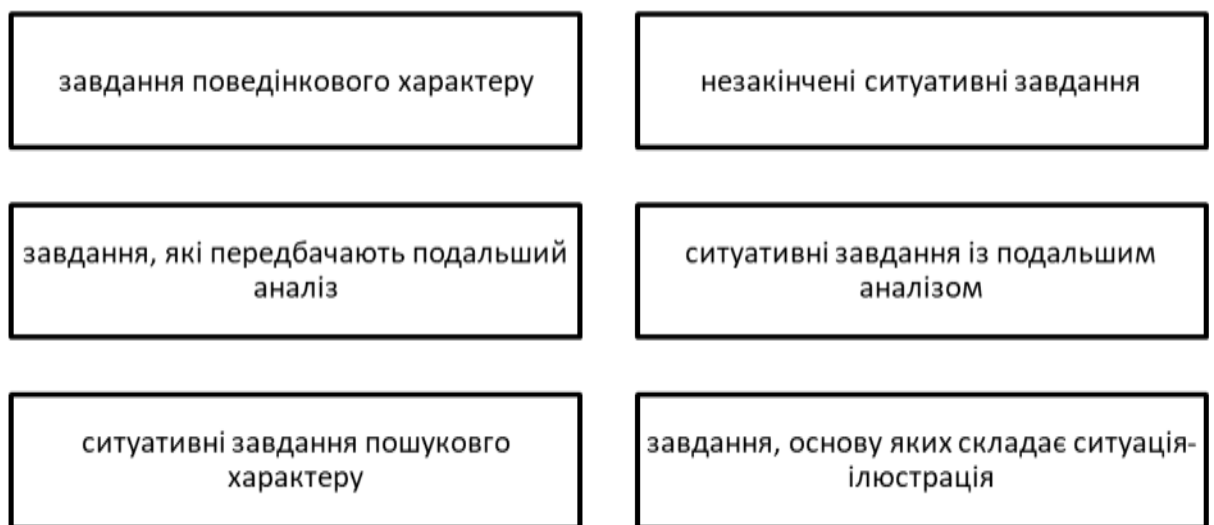 завдання поведінкового характеру
незакінчені ситуативні завдання
завдання, які передбачають подальший
аналіз
ситуативні завдання із подальшим
аналізом
ситуативні завдання пошуковго
характеру
завдання, основу яких складає ситуація-
ілюстрація